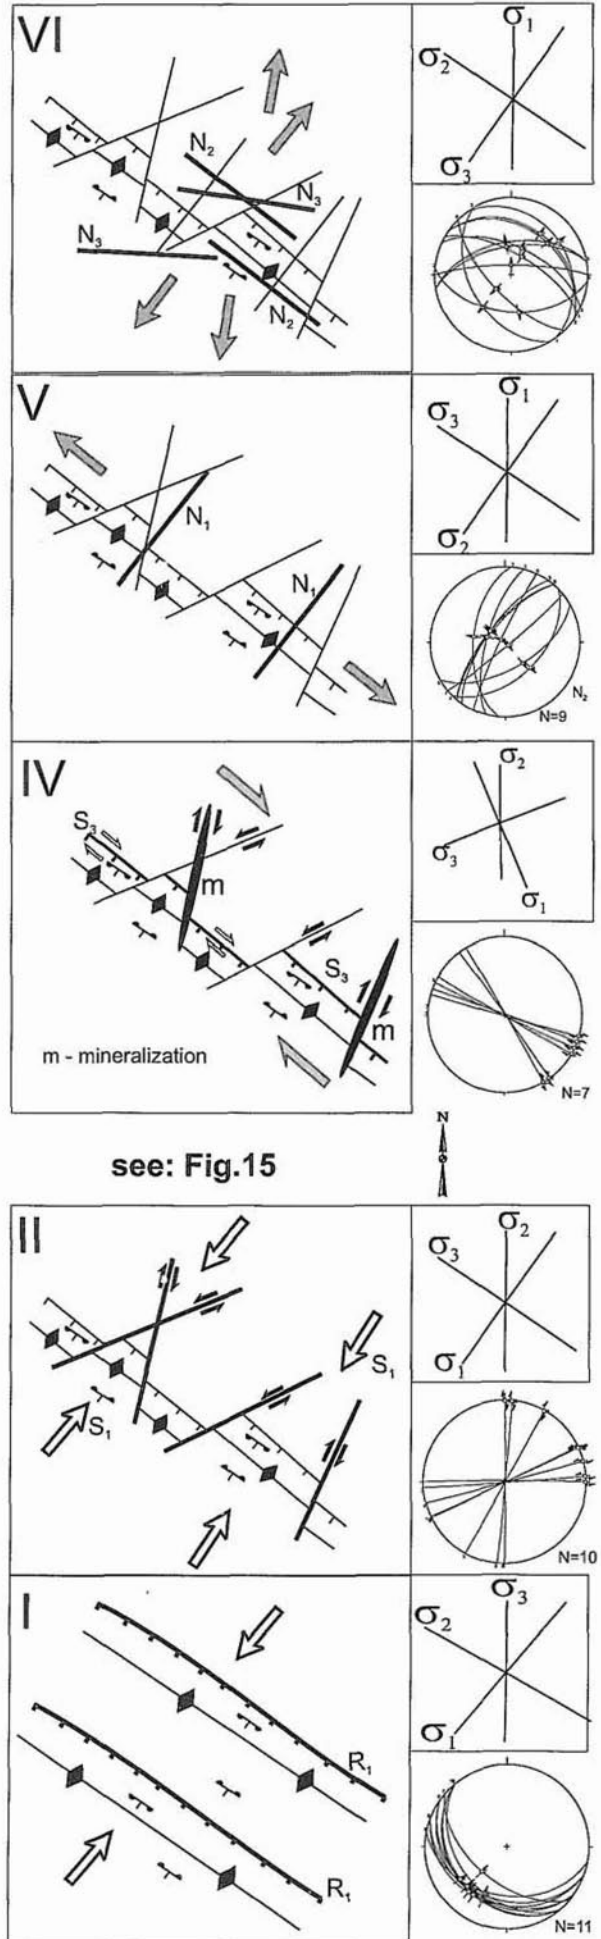 VI
N₂
N₃
N₃
N₂
σ₁
σ₂
σ₃
V
N₁
N₁
σ₁
σ₃
σ₂
N₂
N=9
IV
S₃
m
S₃
m
m - mineralization
σ₂
σ₃
σ₁
N=7
see: Fig.15
N
II
S₁
S₁
σ₂
σ₃
σ₁
N=10
I
R₁
R₁
σ₃
σ₂
σ₁
N=11